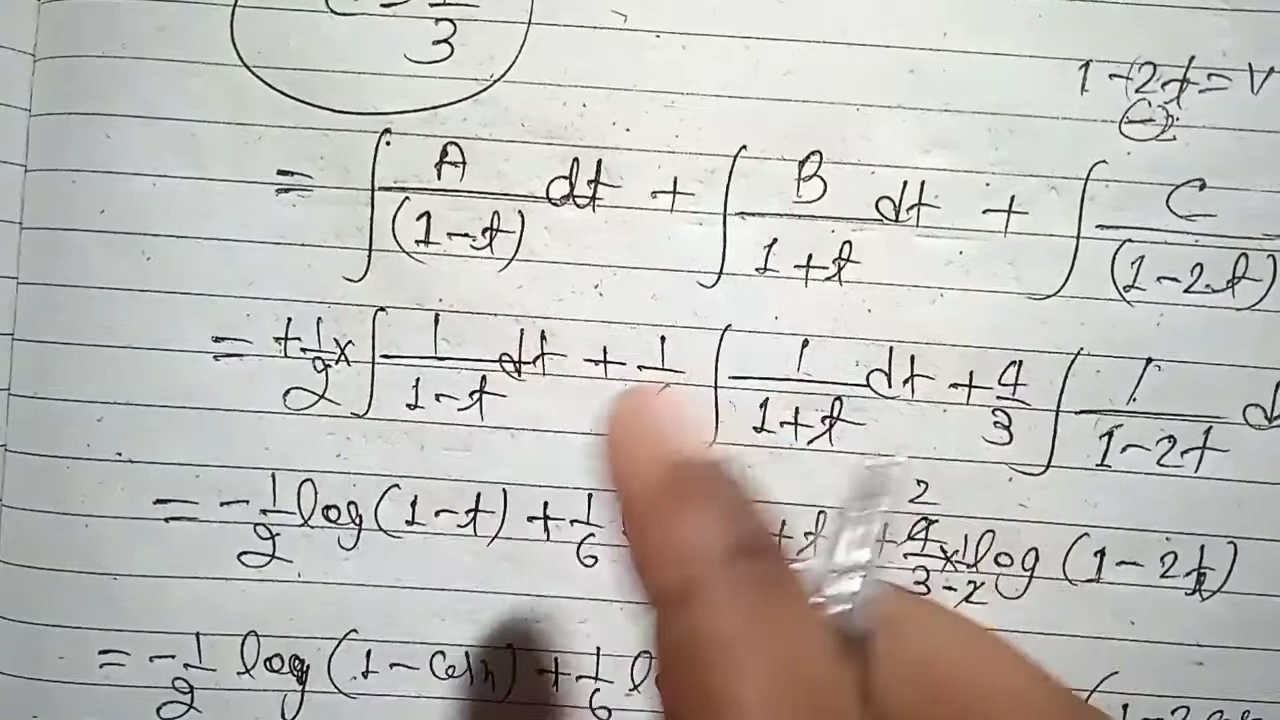 3
1-2t=v
(-2)
= ∫ A/(1-t) dt + ∫ B/1+t dt + ∫ C/(1-2t)
= +1/2 × ∫ 1/1-t dt + 1 ∫ 1/1+t dt + 4/3 ∫ 1/1-2t d
= -1/2 log(1-t) + 1/6 +t + 4/3 × 1/-2 log(1-2t)
2
= -1/2 log(1- + 1/6